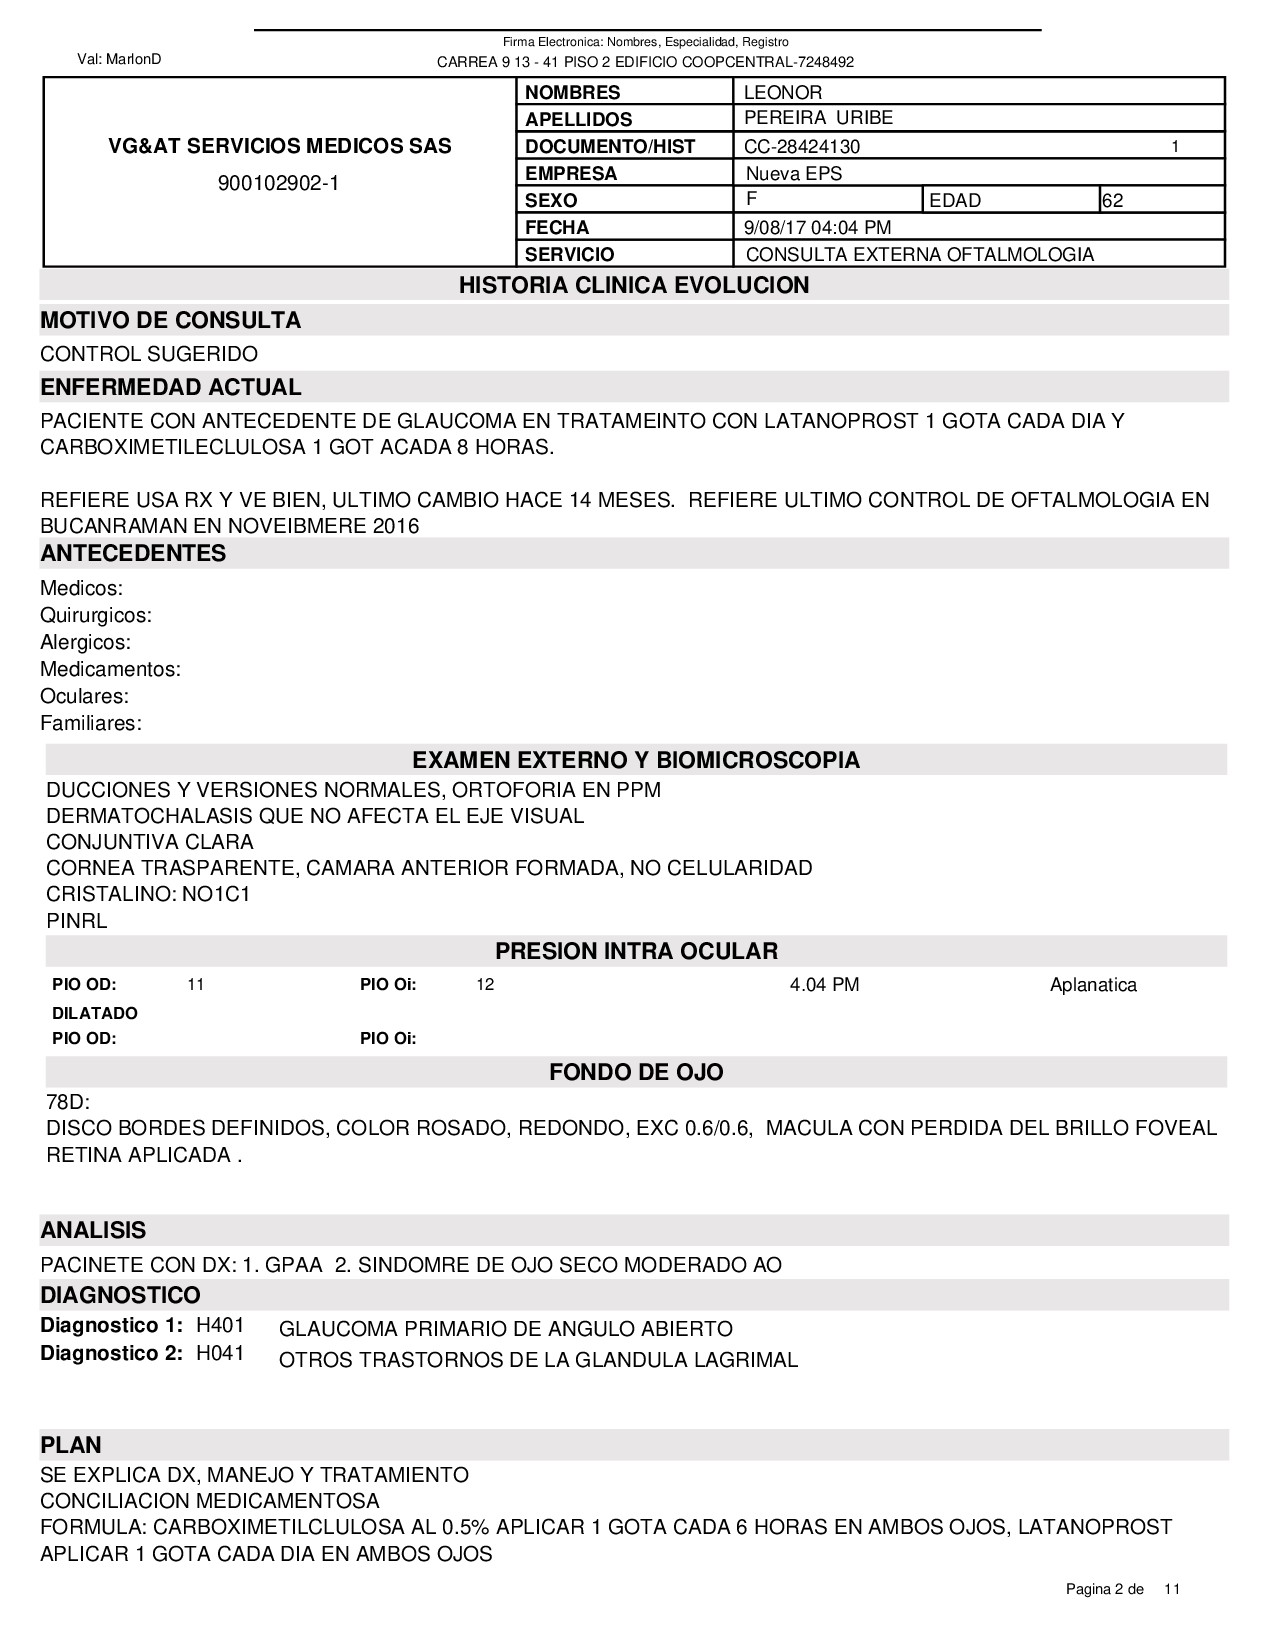 Firma Electronica: Nombres, Especialidad, Registro
Val: MarlonD
CARREA 9 13 - 41 PISO 2 EDIFICIO COOPCENTRAL-7248492
VG&AT SERVICIOS MEDICOS SAS
900102902-1
NOMBRES LEONOR
APELLIDOS PEREIRA URIBE
DOCUMENTO/HIST CC-28424130 1
EMPRESA Nueva EPS
SEXO F EDAD 62
FECHA 9/08/17 04:04 PM
SERVICIO CONSULTA EXTERNA OFTALMOLOGIA
HISTORIA CLINICA EVOLUCION
MOTIVO DE CONSULTA
CONTROL SUGERIDO
ENFERMEDAD ACTUAL
PACIENTE CON ANTECEDENTE DE GLAUCOMA EN TRATAMEINTO CON LATANOPROST 1 GOTA CADA DIA Y
CARBOXIMETILECLULOSA 1 GOT ACADA 8 HORAS.
REFIERE USA RX Y VE BIEN, ULTIMO CAMBIO HACE 14 MESES. REFIERE ULTIMO CONTROL DE OFTALMOLOGIA EN
BUCANRAMAN EN NOVEIBMERE 2016
ANTECEDENTES
Medicos:
Quirurgicos:
Alergicos:
Medicamentos:
Oculares:
Familiares:
EXAMEN EXTERNO Y BIOMICROSCOPIA
DUCCIONES Y VERSIONES NORMALES, ORTOFORIA EN PPM
DERMATOCHALASIS QUE NO AFECTA EL EJE VISUAL
CONJUNTIVA CLARA
CORNEA TRASPARENTE, CAMARA ANTERIOR FORMADA, NO CELULARIDAD
CRISTALINO: NO1C1
PINRL
PRESION INTRA OCULAR
PIO OD: 11 PIO Oi: 12 4.04 PM Aplanatica
DILATADO
PIO OD: PIO Oi:
FONDO DE OJO
78D:
DISCO BORDES DEFINIDOS, COLOR ROSADO, REDONDO, EXC 0.6/0.6, MACULA CON PERDIDA DEL BRILLO FOVEAL
RETINA APLICADA .
ANALISIS
PACINETE CON DX: 1. GPAA 2. SINDOMRE DE OJO SECO MODERADO AO
DIAGNOSTICO
Diagnostico 1: H401 GLAUCOMA PRIMARIO DE ANGULO ABIERTO
Diagnostico 2: H041 OTROS TRASTORNOS DE LA GLANDULA LAGRIMAL
PLAN
SE EXPLICA DX, MANEJO Y TRATAMIENTO
CONCILIACION MEDICAMENTOSA
FORMULA: CARBOXIMETILCLULOSA AL 0.5% APLICAR 1 GOTA CADA 6 HORAS EN AMBOS OJOS, LATANOPROST
APLICAR 1 GOTA CADA DIA EN AMBOS OJOS
Pagina 2 de 11